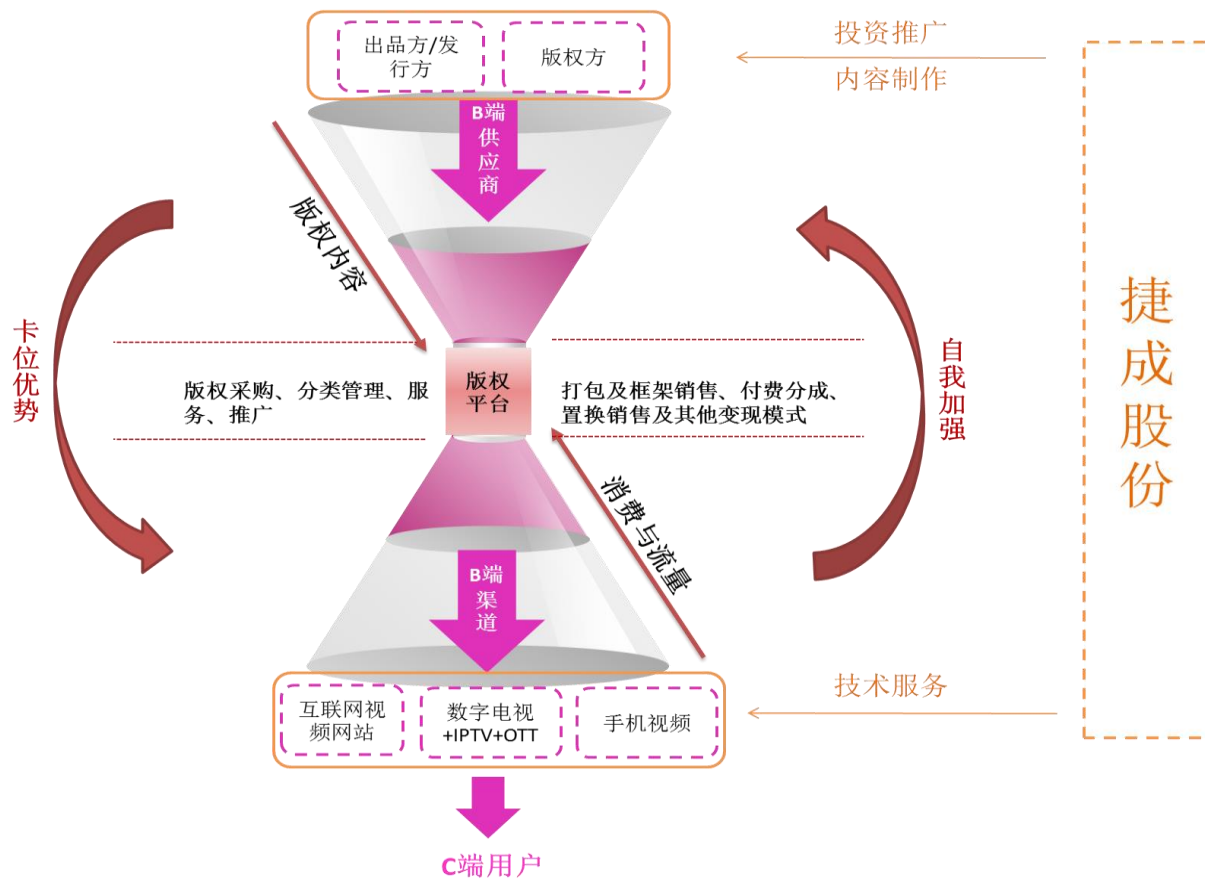 出品方/发
行方
版权方
投资推广
内容制作
B端
供
应
商
版权内容
卡位优势
版权采购、分类管理、服
务、推广
版权
平台
打包及框架销售、付费分成、
置换销售及其他变现模式
自我加强
捷成股份
消费与流量
B端
渠
道
互联网视
频网站
数字电视
+IPTV+OTT
手机视频
技术服务
C端用户